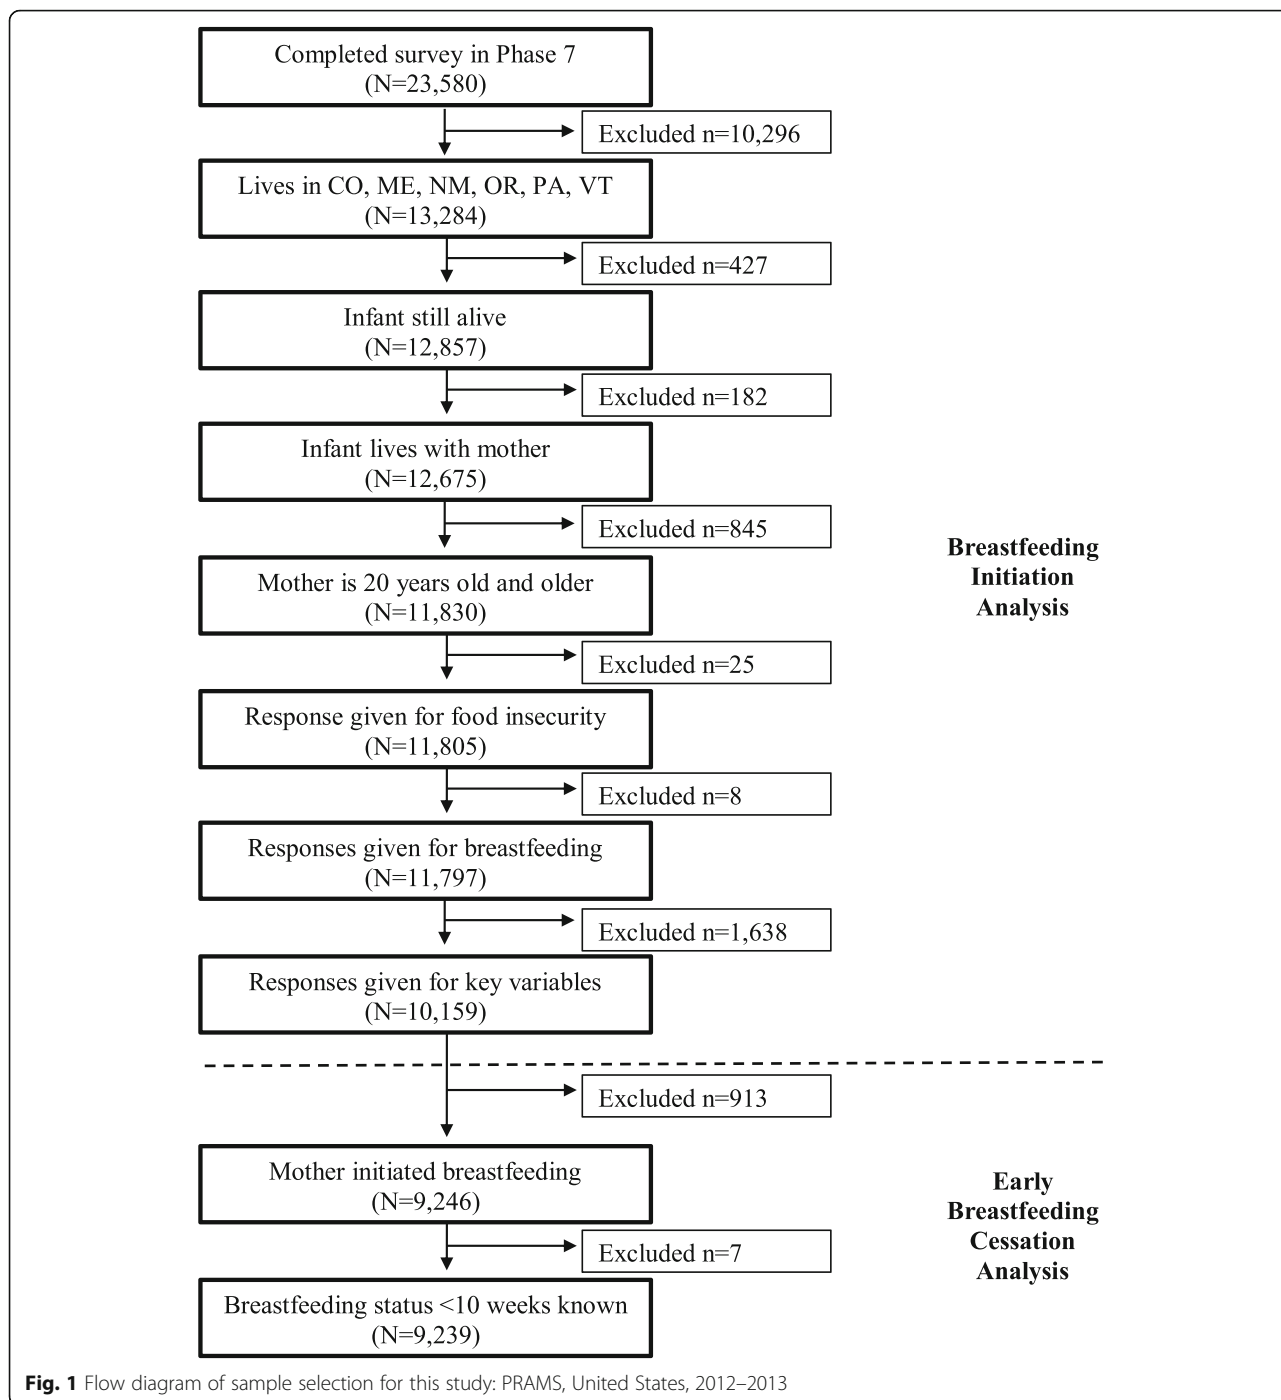 Completed survey in Phase 7
(N=23,580)
Excluded n=10,296
Lives in CO, ME, NM, OR, PA, VT
(N=13,284)
Excluded n=427
Infant still alive
(N=12,857)
Excluded n=182
Infant lives with mother
(N=12,675)
Excluded n=845
Mother is 20 years old and older
(N=11,830)
Excluded n=25
Response given for food insecurity
(N=11,805)
Excluded n=8
Responses given for breastfeeding
(N=11,797)
Excluded n=1,638
Responses given for key variables
(N=10,159)
Breastfeeding
Initiation
Analysis
Excluded n=913
Mother initiated breastfeeding
(N=9,246)
Excluded n=7
Breastfeeding status <10 weeks known
(N=9,239)
Early
Breastfeeding
Cessation
Analysis
Fig. 1 Flow diagram of sample selection for this study: PRAMS, United States, 2012–2013